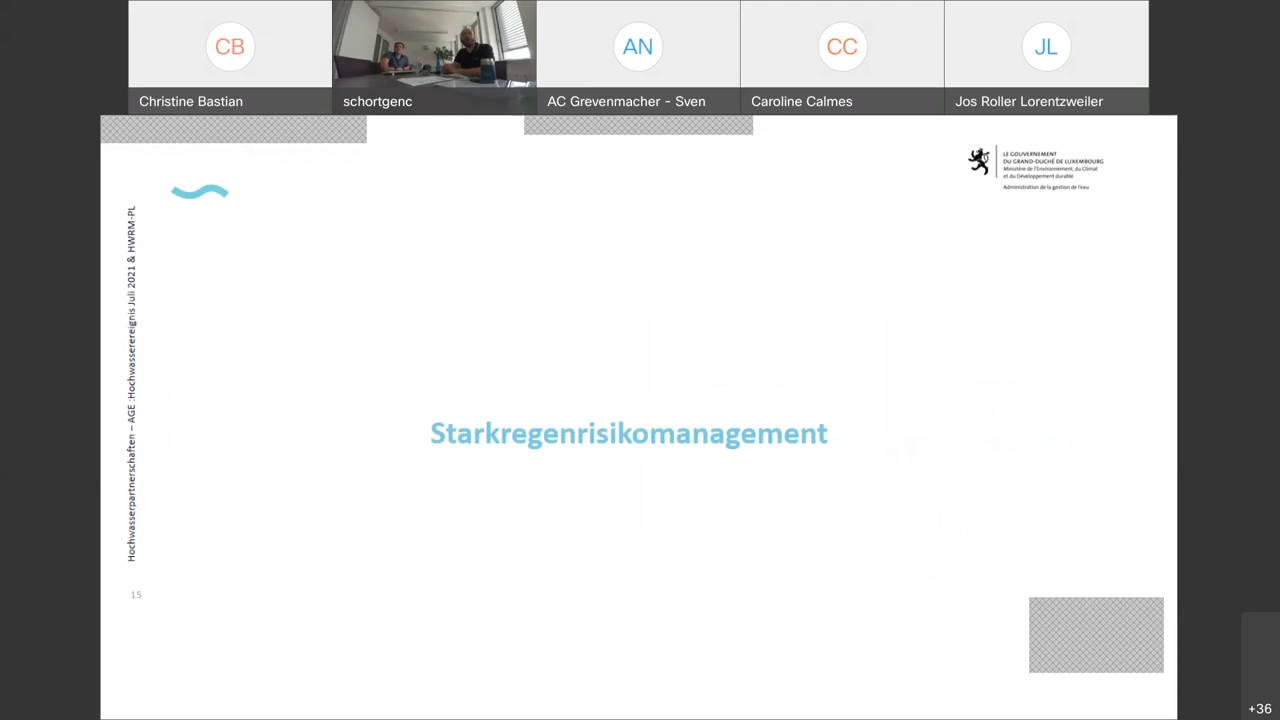 CB
AN
CC
JL
Christine Bastian
schortgenc
AC Grevenmacher - Sven
Caroline Calmes
Jos Roller Lorentzweiler
LE GOUVERNEMENT
DU GRAND-DUCHÉ DE LUXEMBOURG
Ministère de l'Environnement, du Climat
et du Développement durable
Administration de la gestion de l'eau
Hochwasserpartnerschaften – AGE :Hochwasserereignis Juli 2021 & HWRM-PL
Starkregenrisikomanagement
15
+36